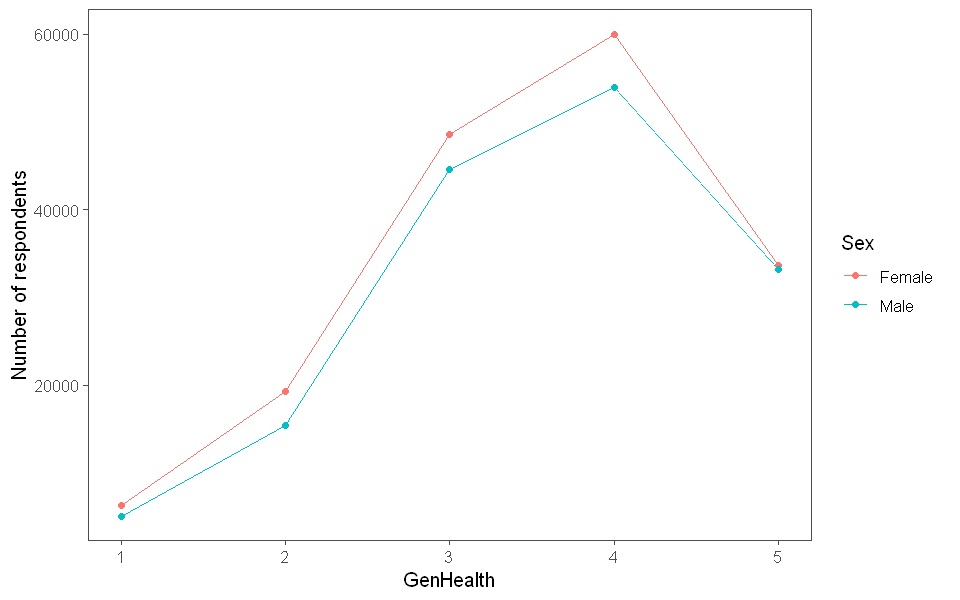 60000
40000
20000
Number of respondents
1 2 3 4 5
GenHealth
Sex
Female
Male